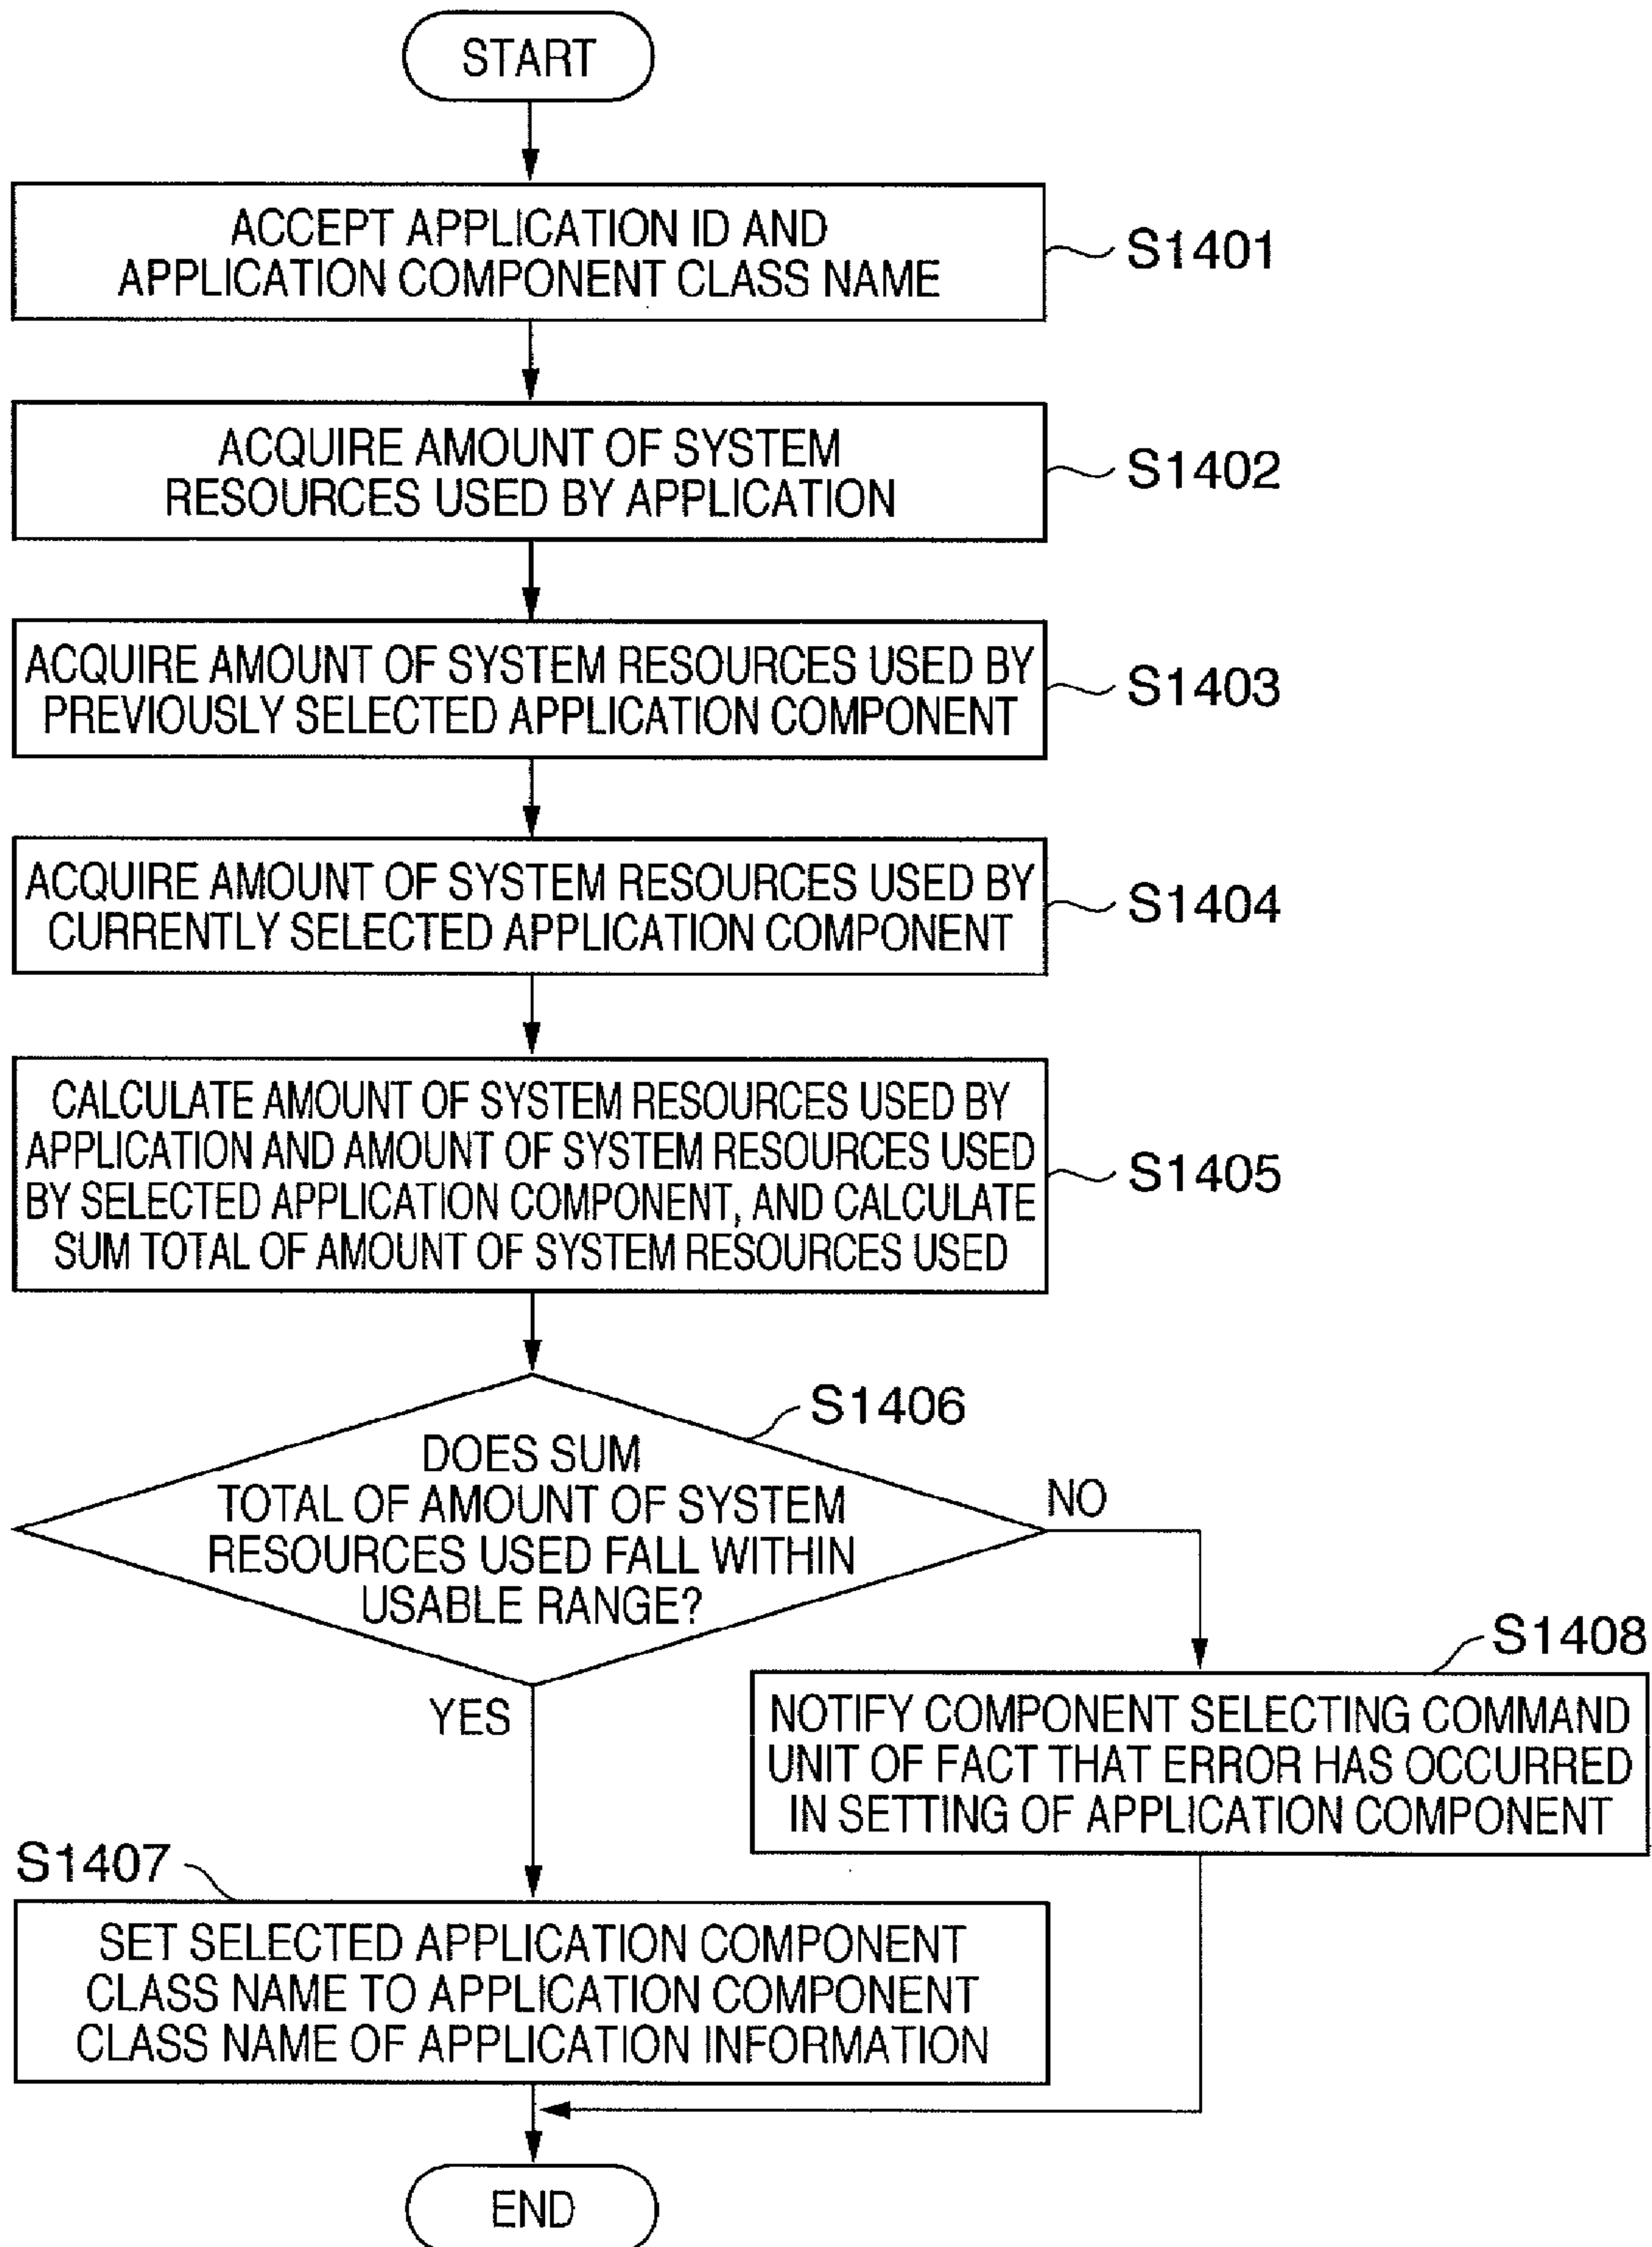 START
ACCEPT APPLICATION ID AND
APPLICATION COMPONENT CLASS NAME
S1401
ACQUIRE AMOUNT OF SYSTEM
RESOURCES USED BY APPLICATION
S1402
ACQUIRE AMOUNT OF SYSTEM RESOURCES USED BY
PREVIOUSLY SELECTED APPLICATION COMPONENT
S1403
ACQUIRE AMOUNT OF SYSTEM RESOURCES USED BY
CURRENTLY SELECTED APPLICATION COMPONENT
S1404
CALCULATE AMOUNT OF SYSTEM RESOURCES USED BY
APPLICATION AND AMOUNT OF SYSTEM RESOURCES USED
BY SELECTED APPLICATION COMPONENT, AND CALCULATE
SUM TOTAL OF AMOUNT OF SYSTEM RESOURCES USED
S1405
S1406
DOES SUM
TOTAL OF AMOUNT OF SYSTEM
RESOURCES USED FALL WITHIN
USABLE RANGE?
NO
YES
S1408
NOTIFY COMPONENT SELECTING COMMAND
UNIT OF FACT THAT ERROR HAS OCCURRED
IN SETTING OF APPLICATION COMPONENT
S1407
SET SELECTED APPLICATION COMPONENT
CLASS NAME TO APPLICATION COMPONENT
CLASS NAME OF APPLICATION INFORMATION
END